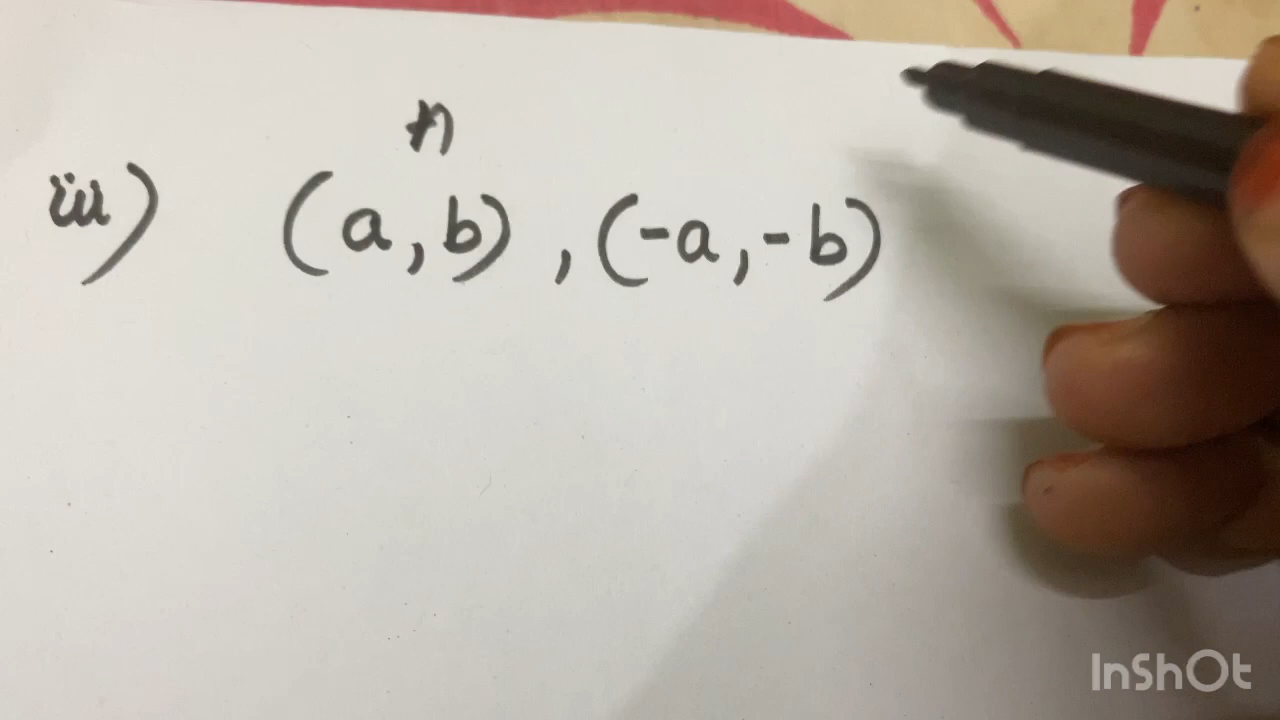 iii) (a, b) , (-a, -b)
InShOt